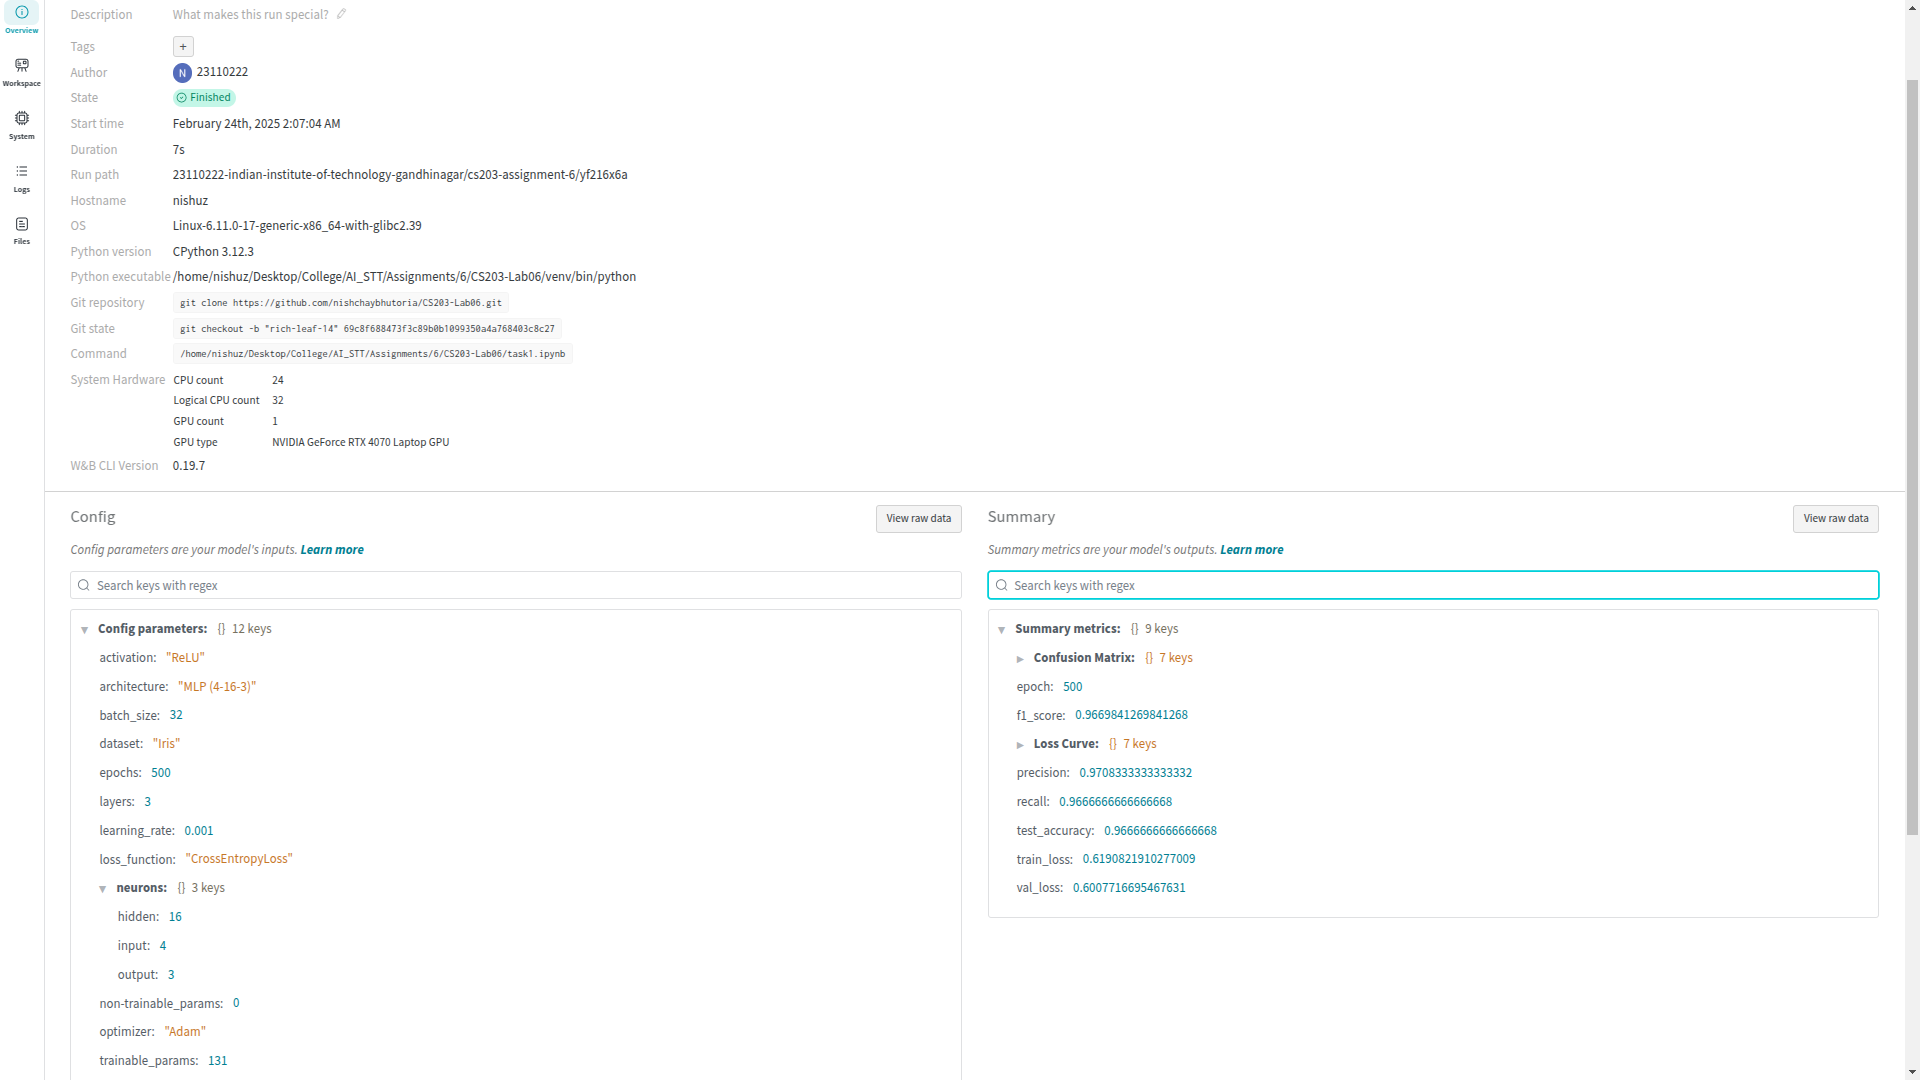 Overview
Workspace
System
Logs
Files
Description What makes this run special?
Tags +
Author N 23110222
State Finished
Start time February 24th, 2025 2:07:04 AM
Duration 7s
Run path 23110222-indian-institute-of-technology-gandhinagar/cs203-assignment-6/yf216x6a
Hostname nishuz
OS Linux-6.11.0-17-generic-x86_64-with-glibc2.39
Python version CPython 3.12.3
Python executable /home/nishuz/Desktop/College/AI_STT/Assignments/6/CS203-Lab06/venv/bin/python
Git repository git clone https://github.com/nishchaybhutoria/CS203-Lab06.git
Git state git checkout -b "rich-leaf-14" 69c8f688473f3c89b0b1099350a4a768403c8c27
Command /home/nishuz/Desktop/College/AI_STT/Assignments/6/CS203-Lab06/task1.ipynb
System Hardware CPU count 24
Logical CPU count 32
GPU count 1
GPU type NVIDIA GeForce RTX 4070 Laptop GPU
W&B CLI Version 0.19.7
Config View raw data
Config parameters are your model's inputs. Learn more
Search keys with regex
Config parameters: {} 12 keys
activation: "ReLU"
architecture: "MLP (4-16-3)"
batch_size: 32
dataset: "Iris"
epochs: 500
layers: 3
learning_rate: 0.001
loss_function: "CrossEntropyLoss"
neurons: {} 3 keys
hidden: 16
input: 4
output: 3
non-trainable_params: 0
optimizer: "Adam"
trainable_params: 131
Summary View raw data
Summary metrics are your model's outputs. Learn more
Search keys with regex
Summary metrics: {} 9 keys
Confusion Matrix: {} 7 keys
epoch: 500
f1_score: 0.9669841269841268
Loss Curve: {} 7 keys
precision: 0.9708333333333332
recall: 0.9666666666666668
test_accuracy: 0.9666666666666668
train_loss: 0.6190821910277009
val_loss: 0.6007716695467631